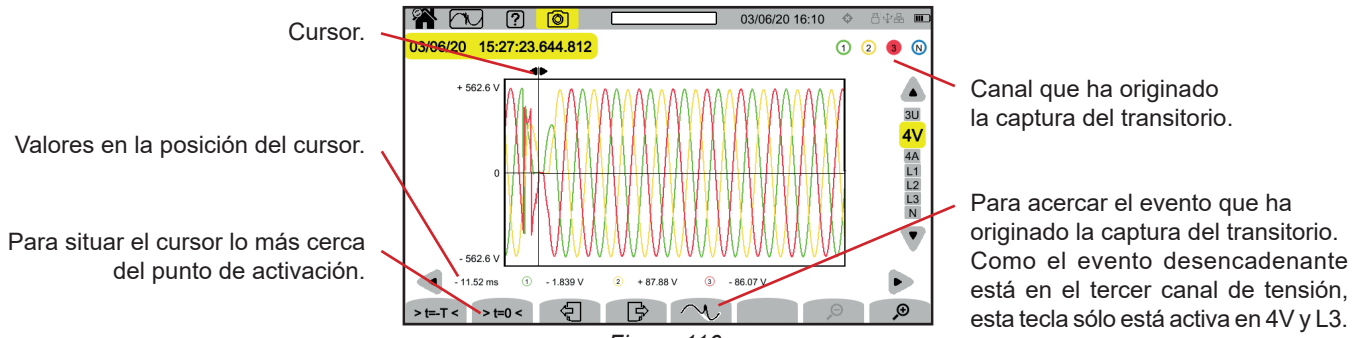 03/06/20 16:10
Cursor.
03/06/20 15:27:23.644.812
1 2 3 N
+ 562.6 V
Canal que ha originado
la captura del transitorio.
3U
4V
4A
L1
L2
L3
N
Valores en la posición del cursor.
0
Para situar el cursor lo más cerca
del punto de activación.
- 562.6 V
Para acercar el evento que ha
originado la captura del transitorio.
Como el evento desencadenante
está en el tercer canal de tensión,
esta tecla sólo está activa en 4V y L3.
- 11.52 ms 1 - 1.839 V 2 + 87.88 V 3 - 86.07 V
> t=-T < > t=0 <